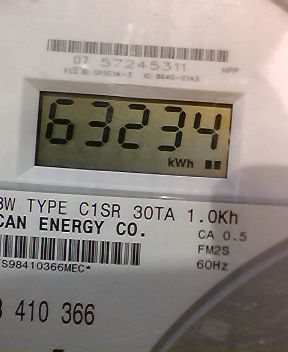 07 57245311
NPP
63234
kWh
3W TYPE C1SR 30TA 1.0Kh
CAN ENERGY CO.
CA 0.5
FM2S
S98410366MEC*
60Hz
410 366